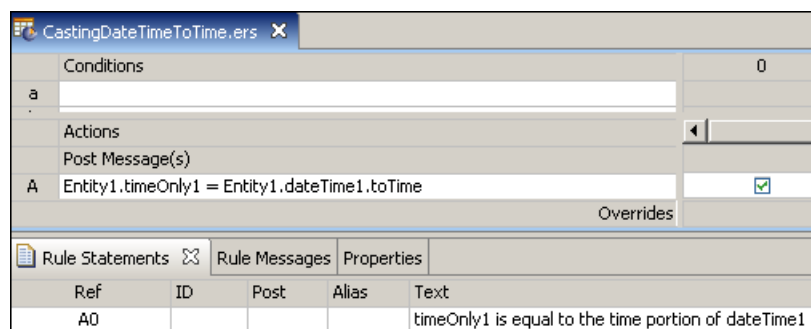 CastingDateTimeToTime.ers
Conditions 0
a
Actions
Post Message(s)
A Entity1.timeOnly1 = Entity1.dateTime1.toTime
Overrides
Rule Statements Rule Messages Properties
Ref ID Post Alias Text
A0 timeOnly1 is equal to the time portion of dateTime1